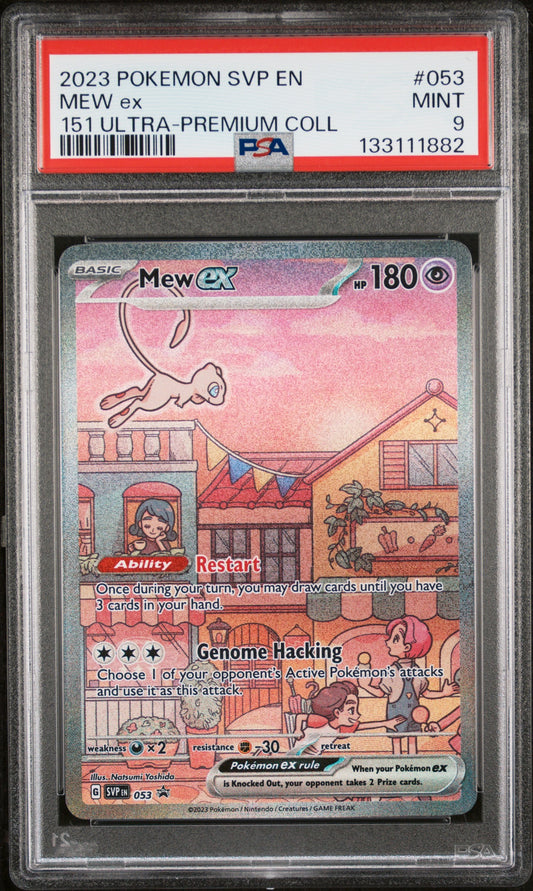 2023 POKEMON SVP EN #053
MEW ex MINT
151 ULTRA-PREMIUM COLL 9
PSA 133111882
BASIC Mew ex HP 180
Ability Restart
Once during your turn, you may draw cards until you have
3 cards in your hand.
Genome Hacking
Choose 1 of your opponent's Active Pokémon's attacks
and use it as this attack.
weakness ×2 resistance -30 retreat
Pokémon ex rule When your Pokémon ex
is Knocked Out, your opponent takes 2 Prize cards.
Illus. Natsumi Yoshida
G SVP EN 053
©2023 Pokémon / Nintendo / Creatures / GAME FREAK
PSA